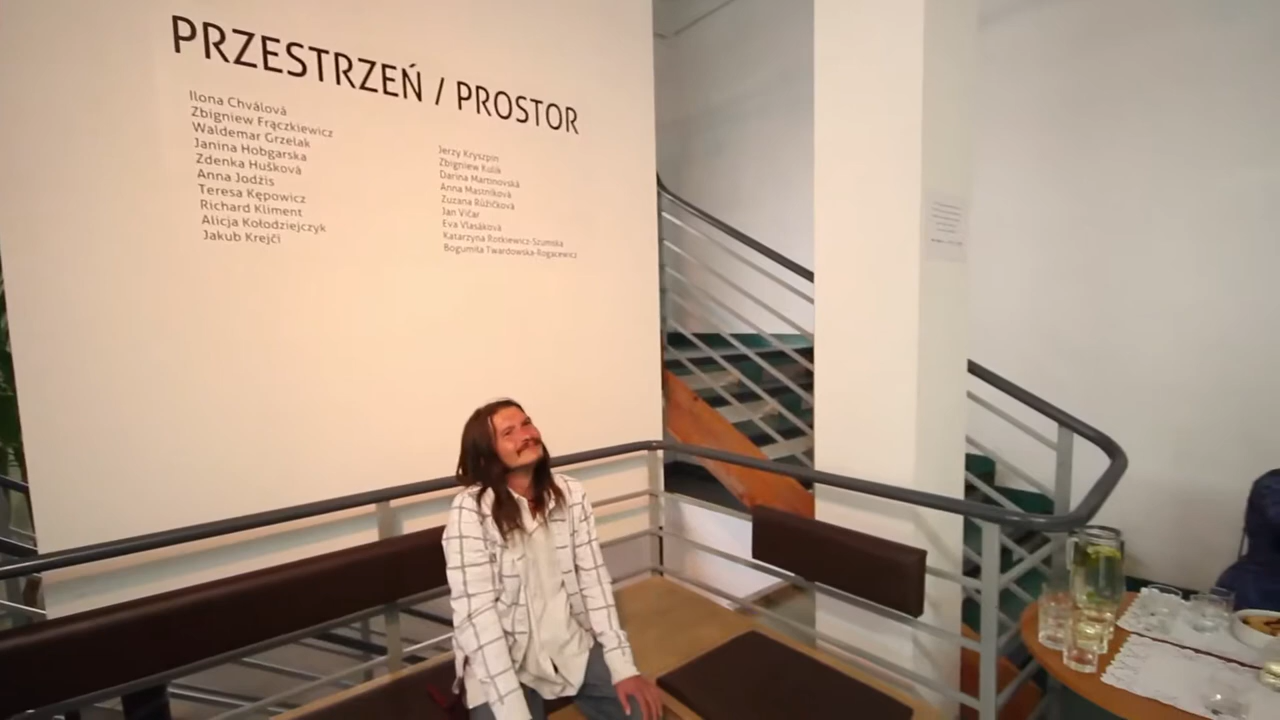 PRZESTRZEŃ / PROSTOR
Ilona Chválová
Zbigniew Frączkiewicz
Waldemar Grzelak
Janina Hobgarska
Zdenka Hušková
Anna Jodžis
Teresa Kępowicz
Richard Kliment
Alicja Kołodziejczyk
Jakub Krejčí
Jerzy Kryszpin
Zbigniew Kulik
Darina Martinovská
Anna Mastníková
Zuzana Růžičková
Jan Vičar
Eva Vlasáková
Katarzyna Rotkiewicz-Szumska
Bogumiła Twardowska-Rogacewicz